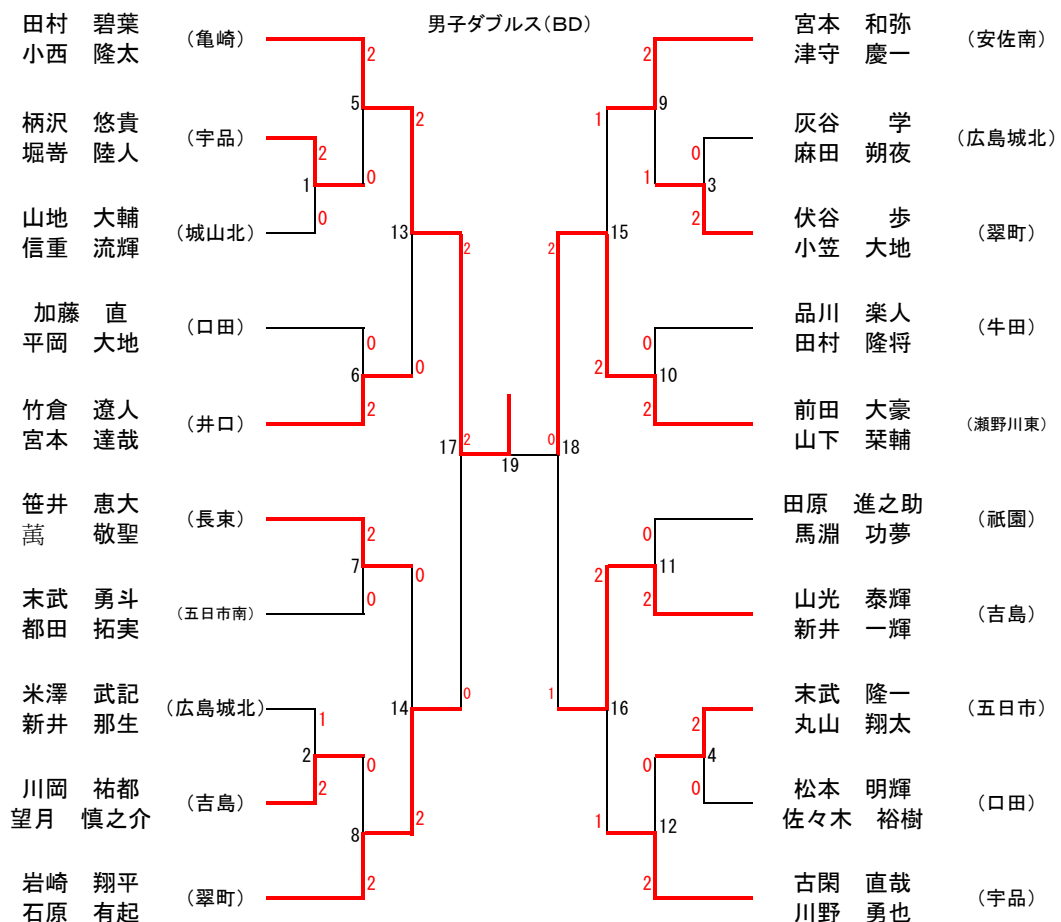 男子ダブルス(BD)
田村　碧葉
小西　隆太
（亀崎）
2
5
柄沢　悠貴
堀嵜　陸人
（宇品）
2
1
0
0
山地　大輔
信重　流輝
（城山北）
2
13
加藤　直
平岡　大地
（口田）
0
6
0
竹倉　遼人
宮本　達哉
（井口）
2
2
17
2
笹井　恵大
萬　　敬聖
（長束）
2
7
0
0
末武　勇斗
都田　拓実
（五日市南）
米澤　武記
新井　那生
（広島城北）
1
2
0
14
0
川岡　祐都
望月　慎之介
（吉島）
2
8
2
岩崎　翔平
石原　有起
（翠町）
2
19
宮本　和弥
津守　慶一
（安佐南）
2
9
1
灰谷　　学
麻田　朔夜
（広島城北）
0
3
1
2
伏谷　　歩
小笠　大地
（翠町）
15
2
品川　楽人
田村　隆将
（牛田）
0
10
2
前田　大豪
山下　栞輔
（瀬野川東）
2
0
18
田原　進之助
馬淵　功夢
（祇園）
0
11
2
山光　泰輝
新井　一輝
（吉島）
2
末武　隆一
丸山　翔太
（五日市）
2
4
0
1
16
0
松本　明輝
佐々木　裕樹
（口田）
12
1
古閑　直哉
川野　勇也
（宇品）
2